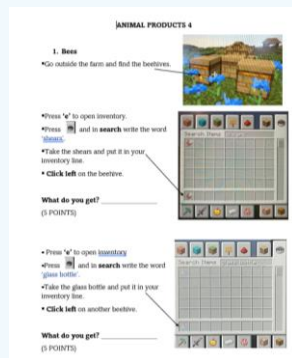 ANIMAL PRODUCTS 4
1. Bees
*Go outside the farm and find the beehives.
*Press 'e' to open inventory.
*Press and in search write the word
'shears'.
*Take the shears and put it in your
inventory line.
* Click left on the beehive.
What do you get? ____________
(5 POINTS)
Search Items
* Press 'e' to open inventory
*Press and in search write the word
'glass bottle'.
*Take the glass bottle and put it in your
inventory line.
* Click left on another beehive.
What do you get? ____________
(5 POINTS)
Search Items